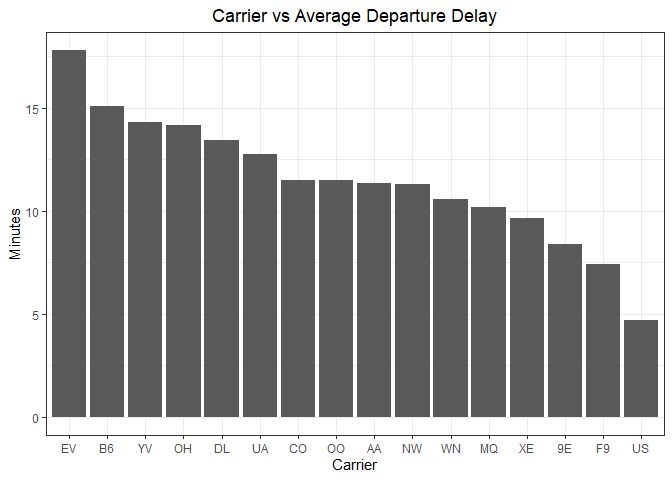 Carrier vs Average Departure Delay
Minutes
15
10
5
0
EV B6 YV OH DL UA CO OO AA NW WN MQ XE 9E F9 US
Carrier